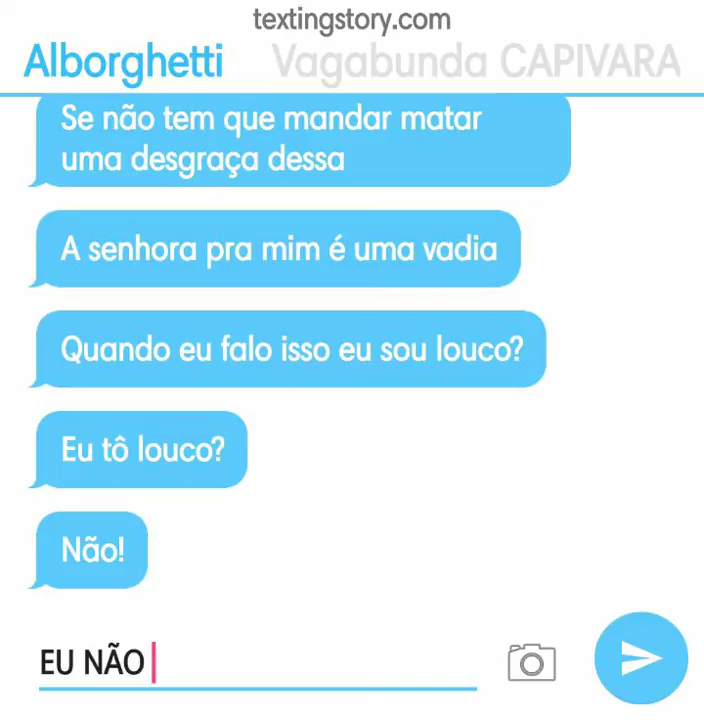 textingstory.com
Alborghetti Vagabunda CAPIVARA
Se não tem que mandar matar
uma desgraça dessa
A senhora pra mim é uma vadia
Quando eu falo isso eu sou louco?
Eu tô louco?
Não!
EU NÃO